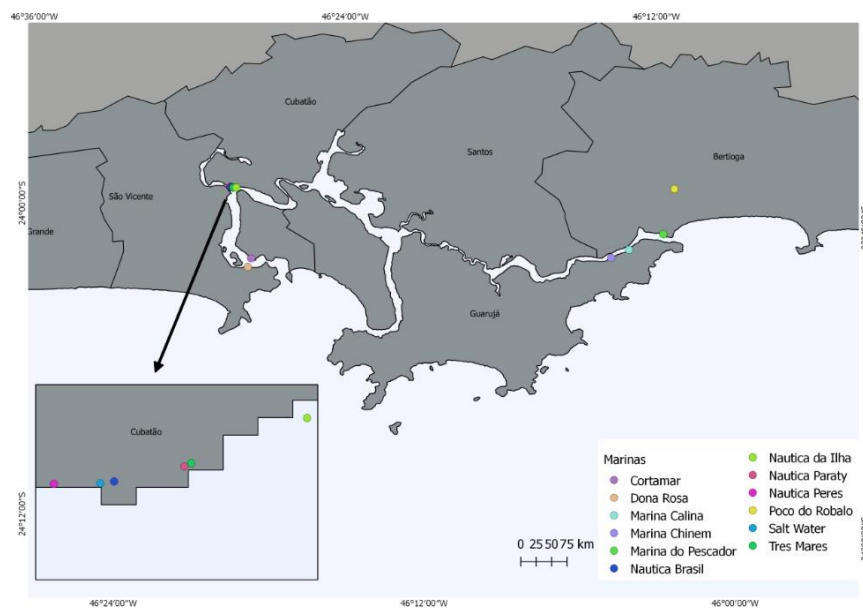 46°36'00"W
46°24'00"W
46°12'00"W
24°00'00"S
Cubatão
Santos
Bertioga
São Vicente
Grande
Guarujá
Cubatão
24°12'00"S
Marinas
Cortamar
Dona Rosa
Marina Calina
Marina Chinem
Marina do Pescador
Nautica Brasil
Nautica da Ilha
Nautica Paraty
Nautica Peres
Poco do Robalo
Salt Water
Tres Mares
0 25 50 75 km
46°24'00"W
46°12'00"W
46°00'00"W